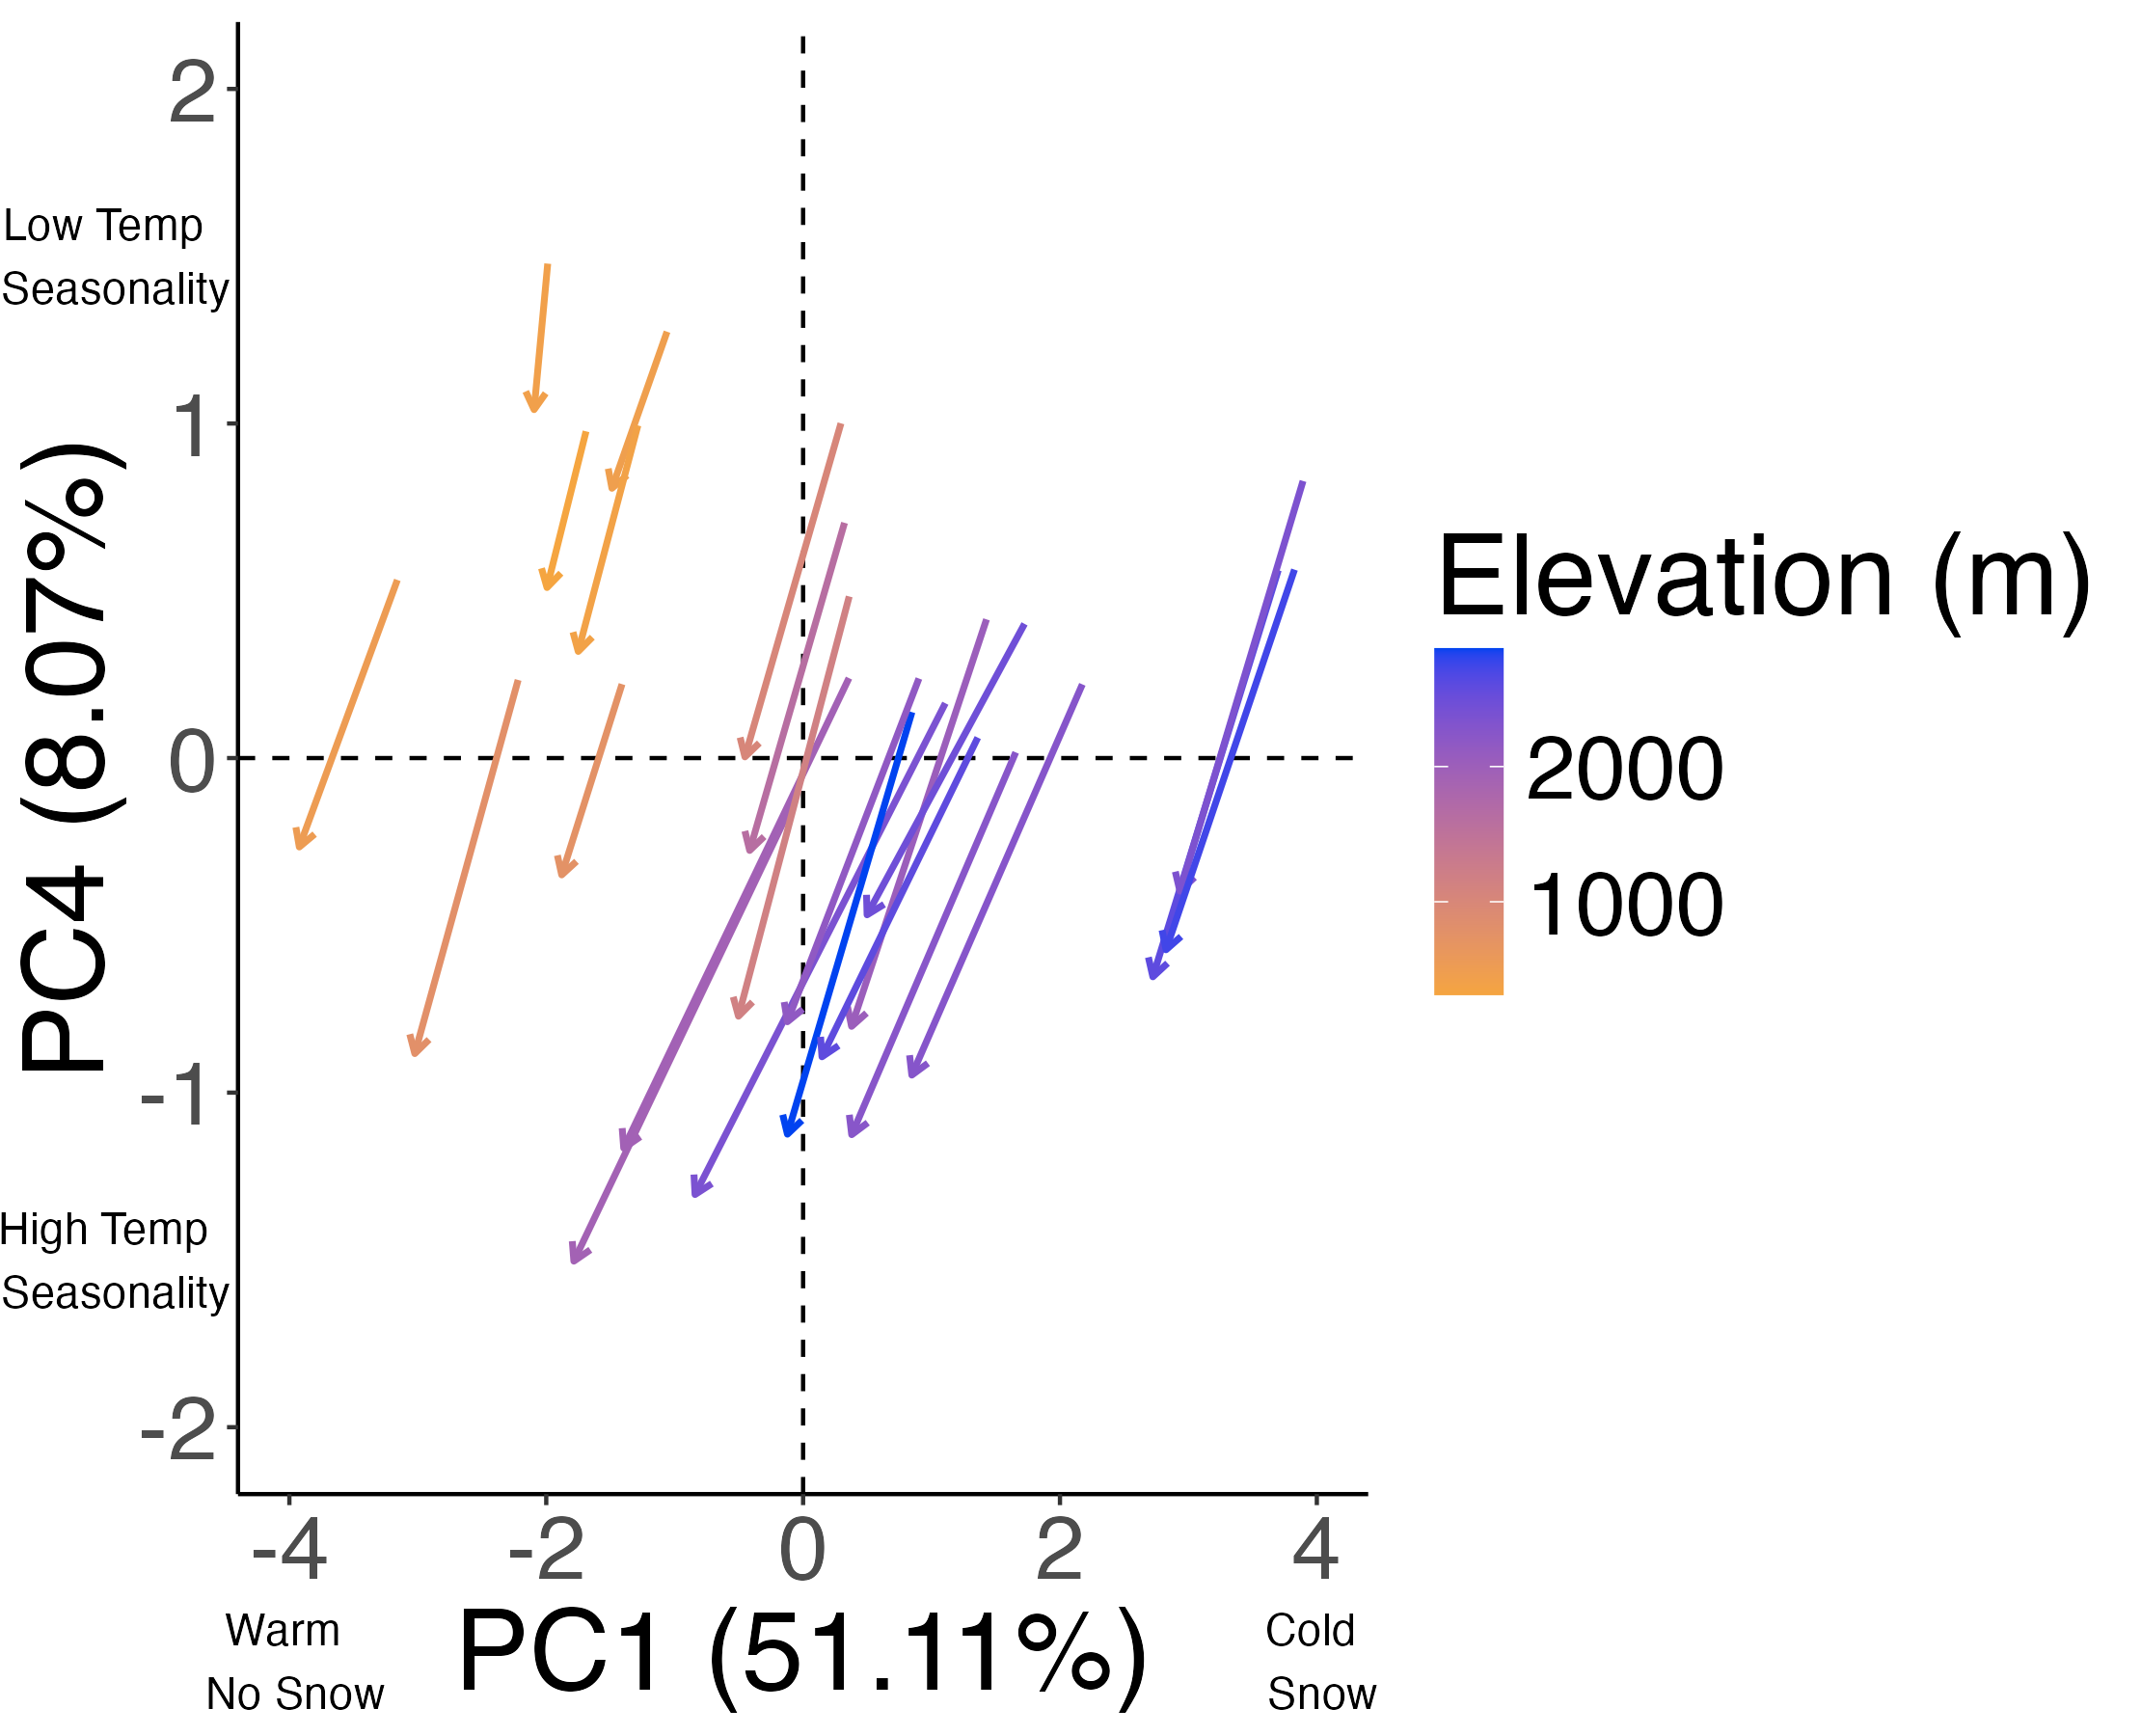 2
Low Temp
Seasonality
1
0
-1
High Temp
Seasonality
-2
PC4 (8.07%)
-4 -2 0 2 4
Warm
No Snow
PC1 (51.11%)
Cold
Snow
Elevation (m)
2000
1000